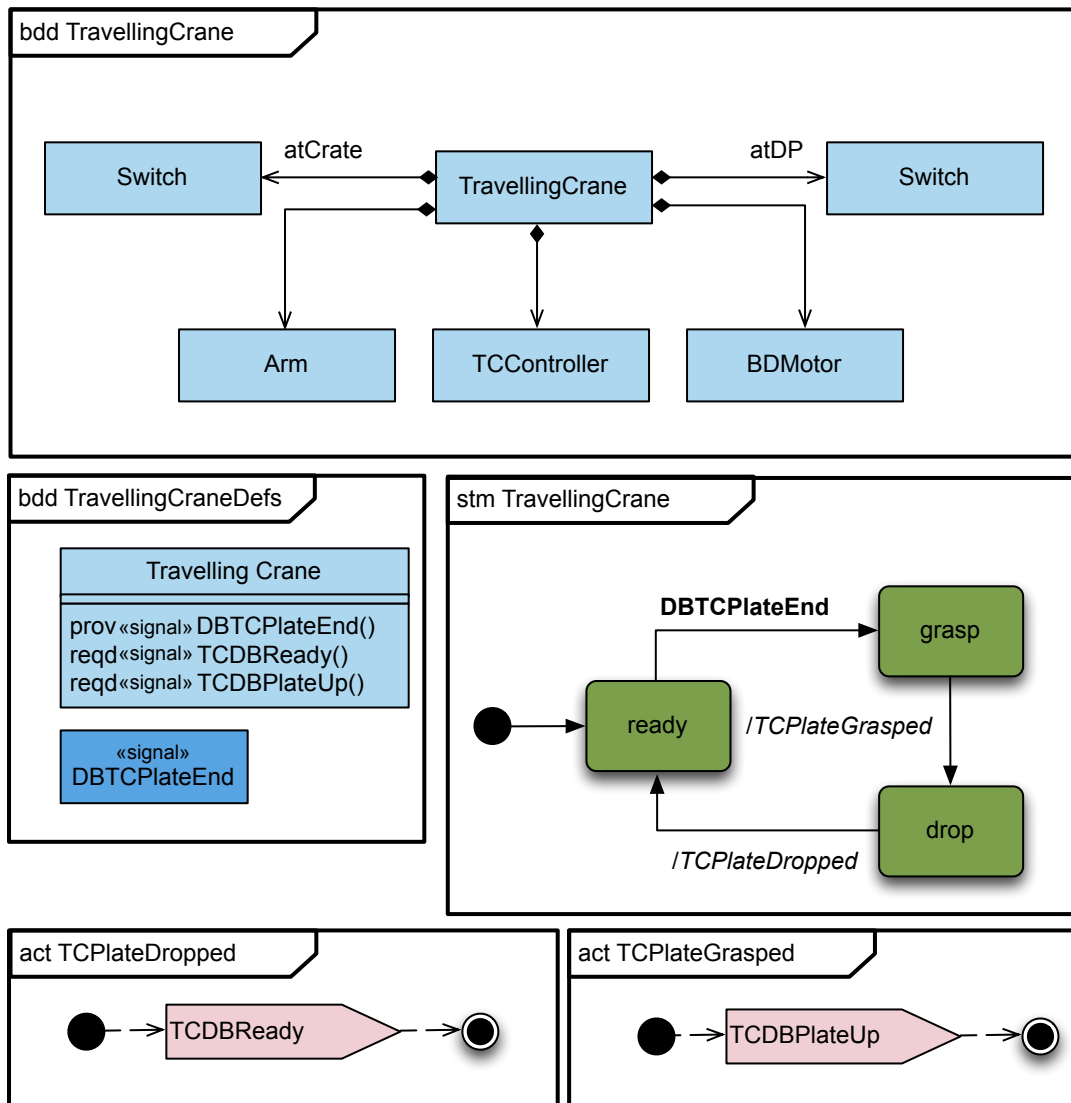 bdd TravellingCrane
atCrate
atDP
Switch
TravellingCrane
Switch
Arm
TCController
BDMotor
bdd TravellingCraneDefs
Travelling Crane
prov «signal» DBTCPlateEnd()
reqd «signal» TCDBReady()
reqd «signal» TCDBPlateUp()
«signal»
DBTCPlateEnd
stm TravellingCrane
DBTCPlateEnd
grasp
ready
/TCPlateGrasped
drop
/TCPlateDropped
act TCPlateDropped
TCDBReady
act TCPlateGrasped
TCDBPlateUp